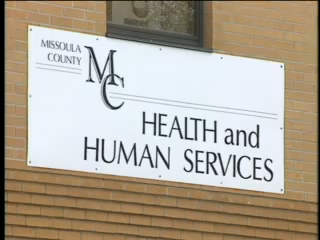 MISSOULA
COUNTY
MC
HEALTH and
HUMAN SERVICES